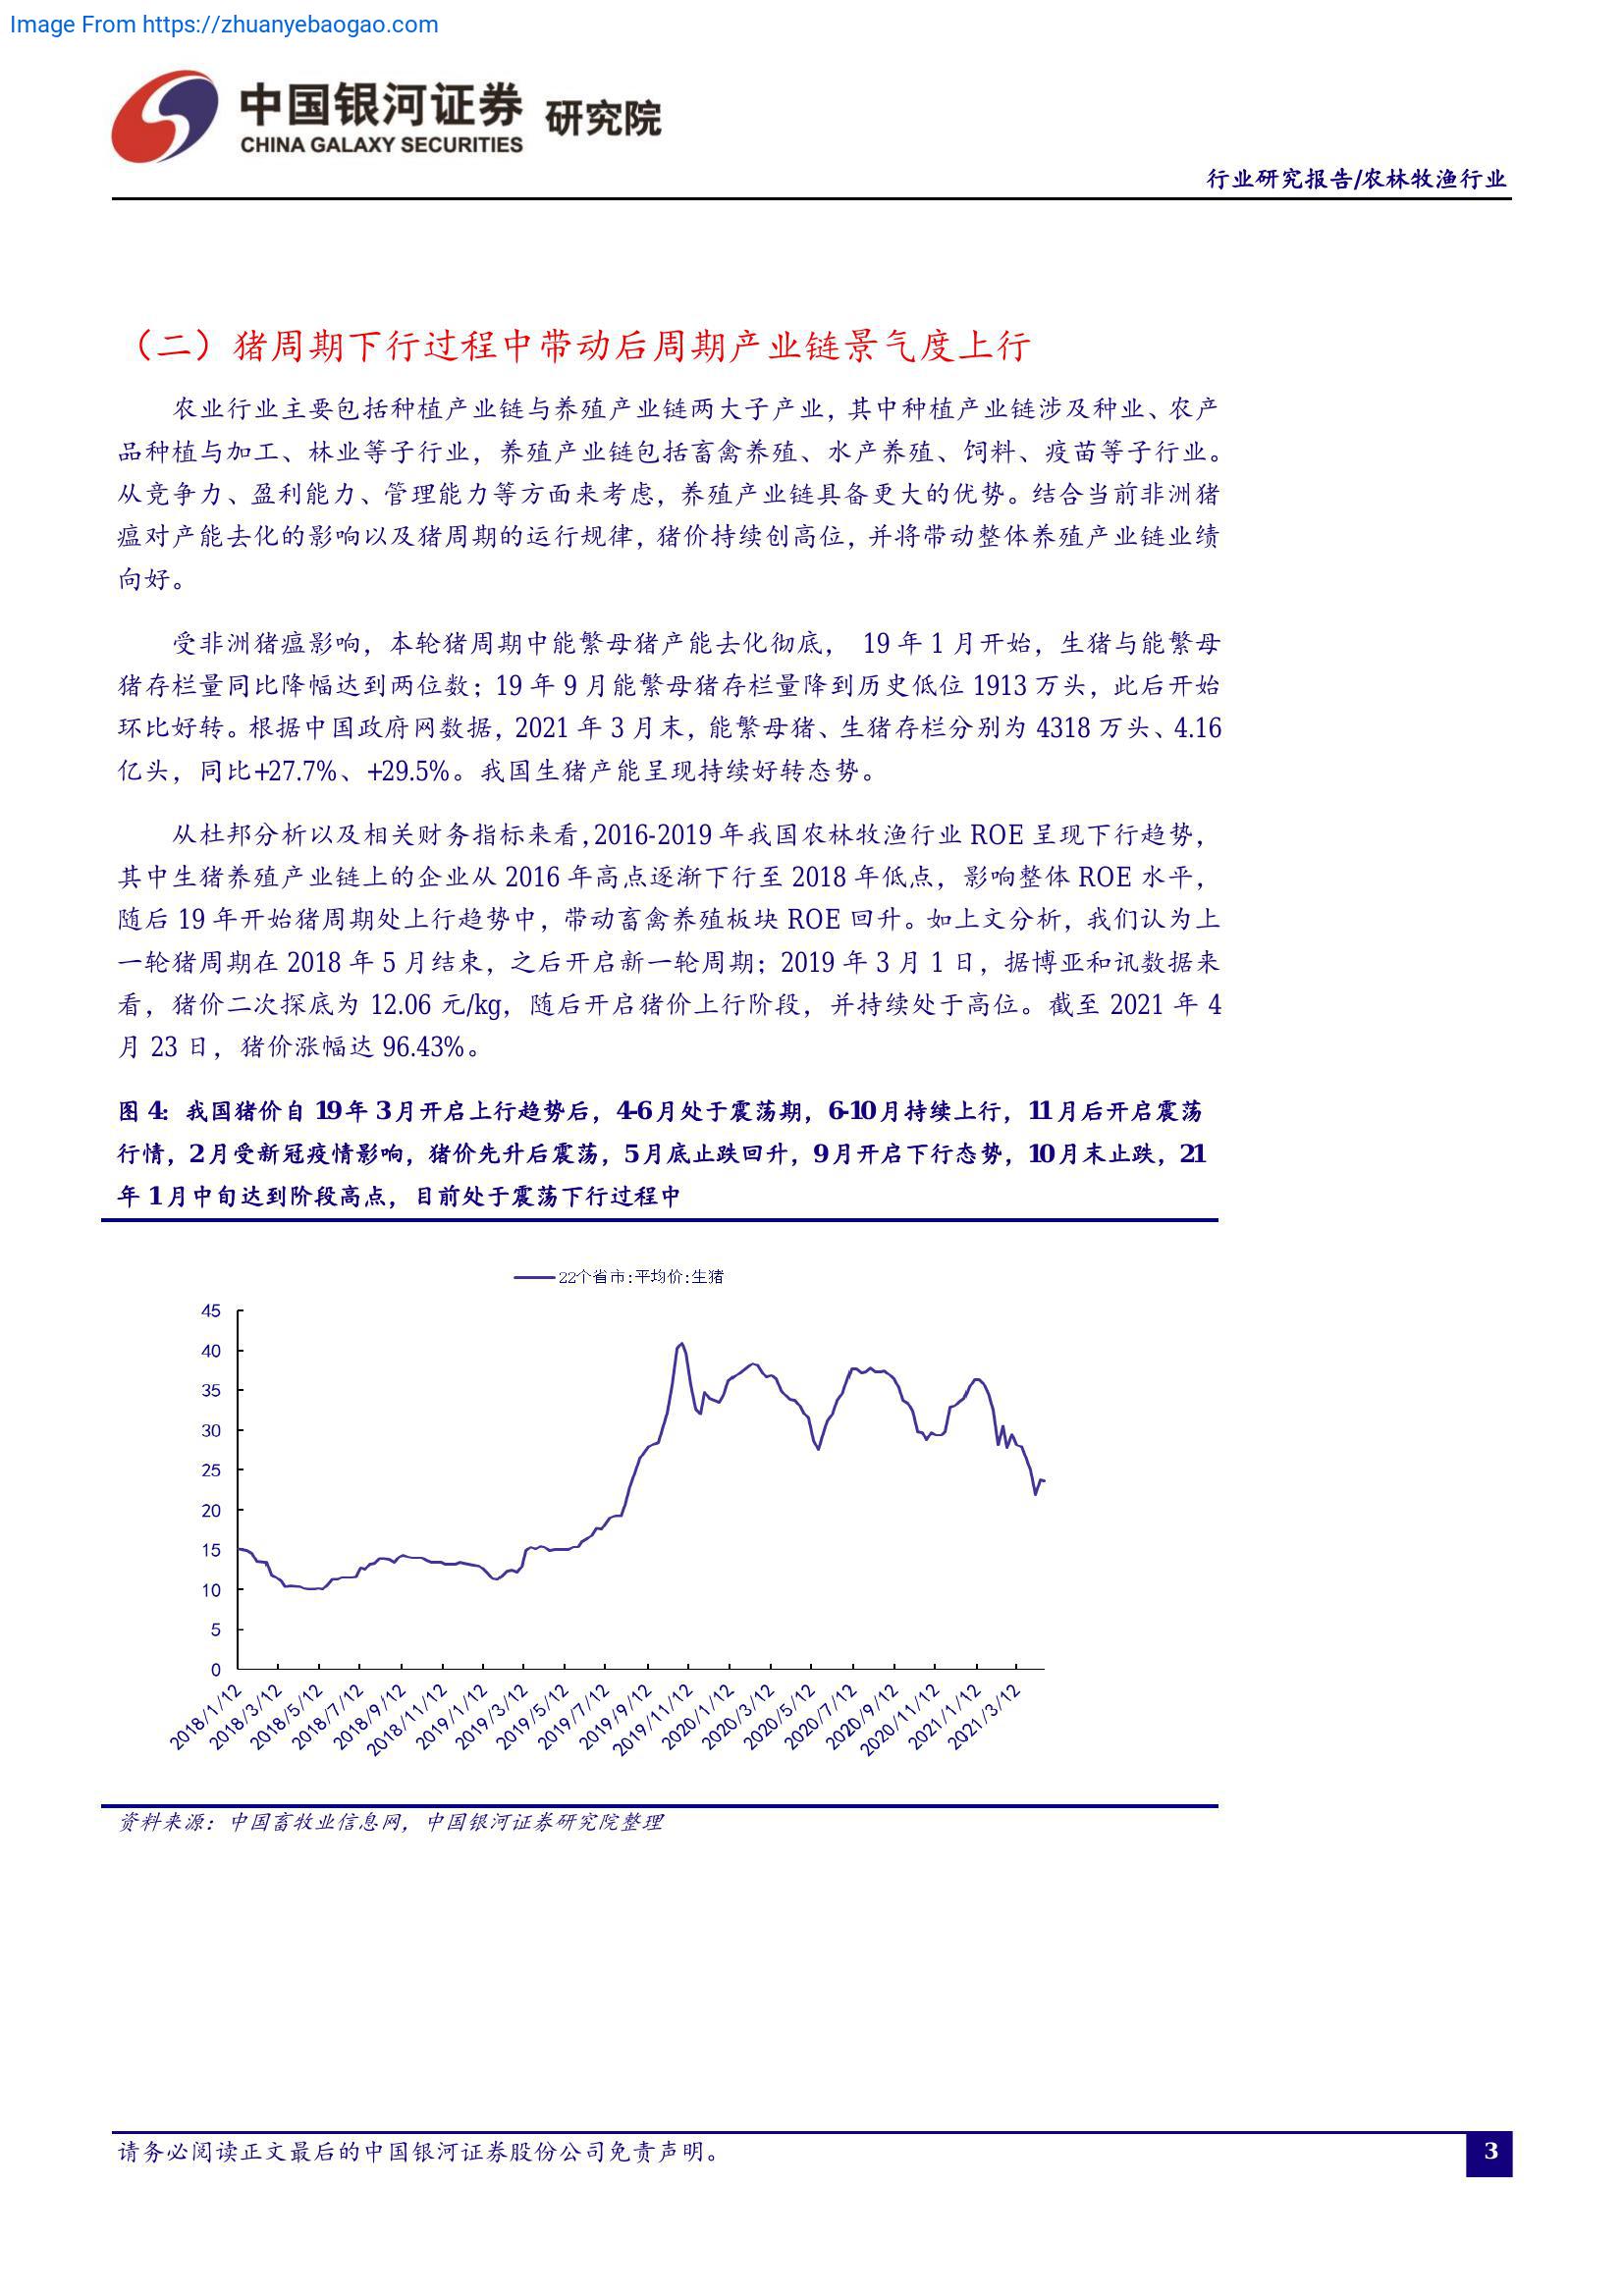 Image From https://zhuanyebaogao.com
中国银河证券 研究院
CHINA GALAXY SECURITIES
行业研究报告/农林牧渔行业
（二）猪周期下行过程中带动后周期产业链景气度上行
农业行业主要包括种植产业链与养殖产业链两大子产业，其中种植产业链涉及种业、农产
品种植与加工、林业等子行业，养殖产业链包括畜禽养殖、水产养殖、饲料、疫苗等子行业。
从竞争力、盈利能力、管理能力等方面来考虑，养殖产业链具备更大的优势。结合当前非洲猪
瘟对产能去化的影响以及猪周期的运行规律，猪价持续创高位，并将带动整体养殖产业链业绩
向好。
受非洲猪瘟影响，本轮猪周期中能繁母猪产能去化彻底， 19 年 1 月开始，生猪与能繁母
猪存栏量同比降幅达到两位数；19 年 9 月能繁母猪存栏量降到历史低位 1913 万头，此后开始
环比好转。根据中国政府网数据，2021 年 3 月末，能繁母猪、生猪存栏分别为 4318 万头、4.16
亿头，同比+27.7%、+29.5%。我国生猪产能呈现持续好转态势。
从杜邦分析以及相关财务指标来看，2016-2019 年我国农林牧渔行业 ROE 呈现下行趋势，
其中生猪养殖产业链上的企业从 2016 年高点逐渐下行至 2018 年低点，影响整体 ROE 水平，
随后 19 年开始猪周期处上行趋势中，带动畜禽养殖板块 ROE 回升。如上文分析，我们认为上
一轮猪周期在 2018 年 5 月结束，之后开启新一轮周期；2019 年 3 月 1 日，据博亚和讯数据来
看，猪价二次探底为 12.06 元/kg，随后开启猪价上行阶段，并持续处于高位。截至 2021 年 4
月 23 日，猪价涨幅达 96.43%。
图 4：我国猪价自 19 年 3 月开启上行趋势后，4-6 月处于震荡期，6-10 月持续上行，11 月后开启震荡
行情，2 月受新冠疫情影响，猪价先升后震荡，5 月底止跌回升，9 月开启下行态势，10 月末止跌，21
年 1 月中旬达到阶段高点，目前处于震荡下行过程中
22个省市:平均价:生猪
45
40
35
30
25
20
15
10
5
0
2018/1/12
2018/3/12
2018/5/12
2018/7/12
2018/9/12
2018/11/12
2019/1/12
2019/3/12
2019/5/12
2019/7/12
2019/9/12
2019/11/12
2020/1/12
2020/3/12
2020/5/12
2020/7/12
2020/9/12
2020/11/12
2021/1/12
2021/3/12
资料来源：中国畜牧业信息网，中国银河证券研究院整理
请务必阅读正文最后的中国银河证券股份公司免责声明。
3